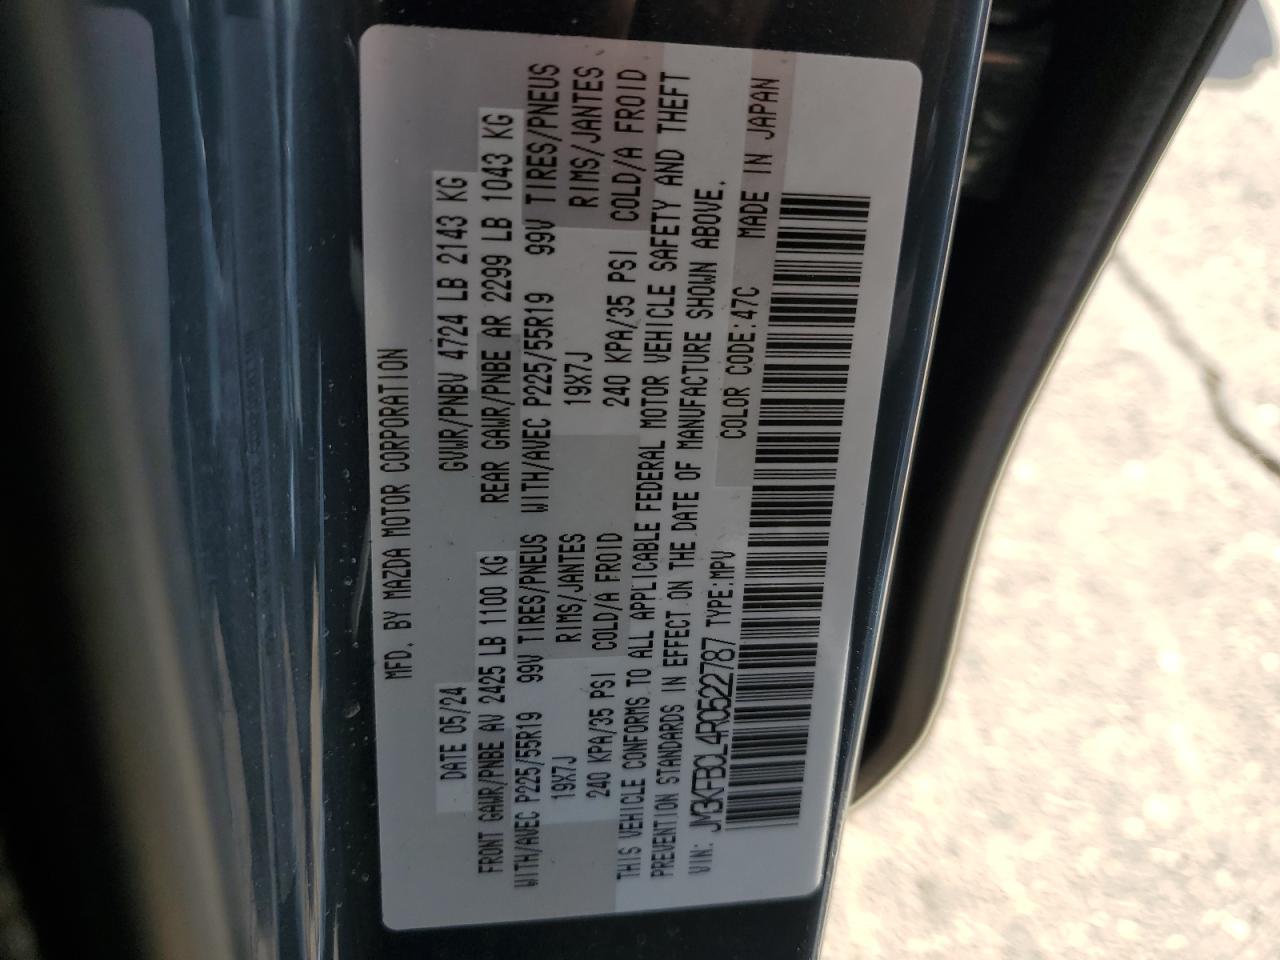 MFD. BY MAZDA MOTOR CORPORATION
DATE 05/24 GVWR/PNBV 4724 LB 2143 KG
FRONT GAWR/PNBE AV 2425 LB 1100 KG REAR GAWR/PNBE AR 2299 LB 1043 KG
WITH/AVEC P225/55R19 99V TIRES/PNEUS WITH/AVEC P225/55R19 99V TIRES/PNEUS
19X7J RIMS/JANTES 19X7J RIMS/JANTES
240 KPA/35 PSI COLD/A FROID 240 KPA/35 PSI COLD/A FROID
THIS VEHICLE CONFORMS TO ALL APPLICABLE FEDERAL MOTOR VEHICLE SAFETY AND THEFT
PREVENTION STANDARDS IN EFFECT ON THE DATE OF MANUFACTURE SHOWN ABOVE.
VIN: JM3KFBCL4R0522787 TYPE:MPV COLOR CODE:47C MADE IN JAPAN